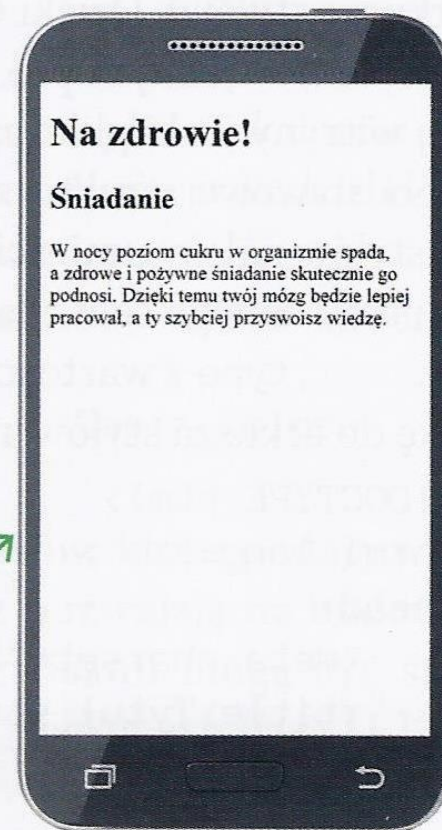 Na zdrowie!
Śniadanie
W nocy poziom cukru w organizmie spada,
a zdrowe i pożywne śniadanie skutecznie go
podnosi. Dzięki temu twój mózg będzie lepiej
pracował, a ty szybciej przyswoisz wiedzę.